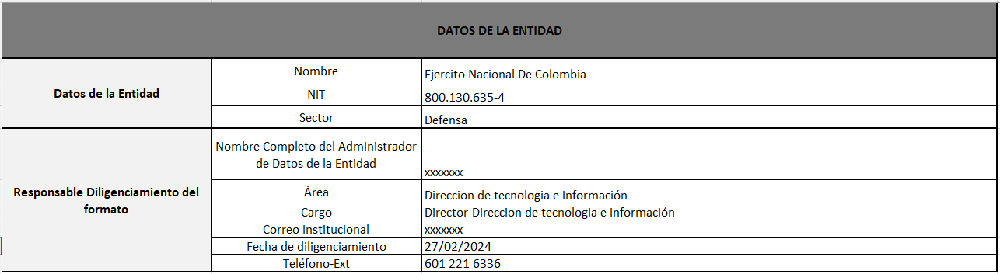 DATOS DE LA ENTIDAD
Datos de la Entidad
Nombre
Ejercito Nacional De Colombia
NIT
800.130.635-4
Sector
Defensa
Responsable Diligenciamiento del
formato
Nombre Completo del Administrador
de Datos de la Entidad
xxxxxxx
Área
Direccion de tecnologia e Información
Cargo
Director-Direccion de tecnologia e Información
Correo Institucional
xxxxxxx
Fecha de diligenciamiento
27/02/2024
Teléfono-Ext
601 221 6336